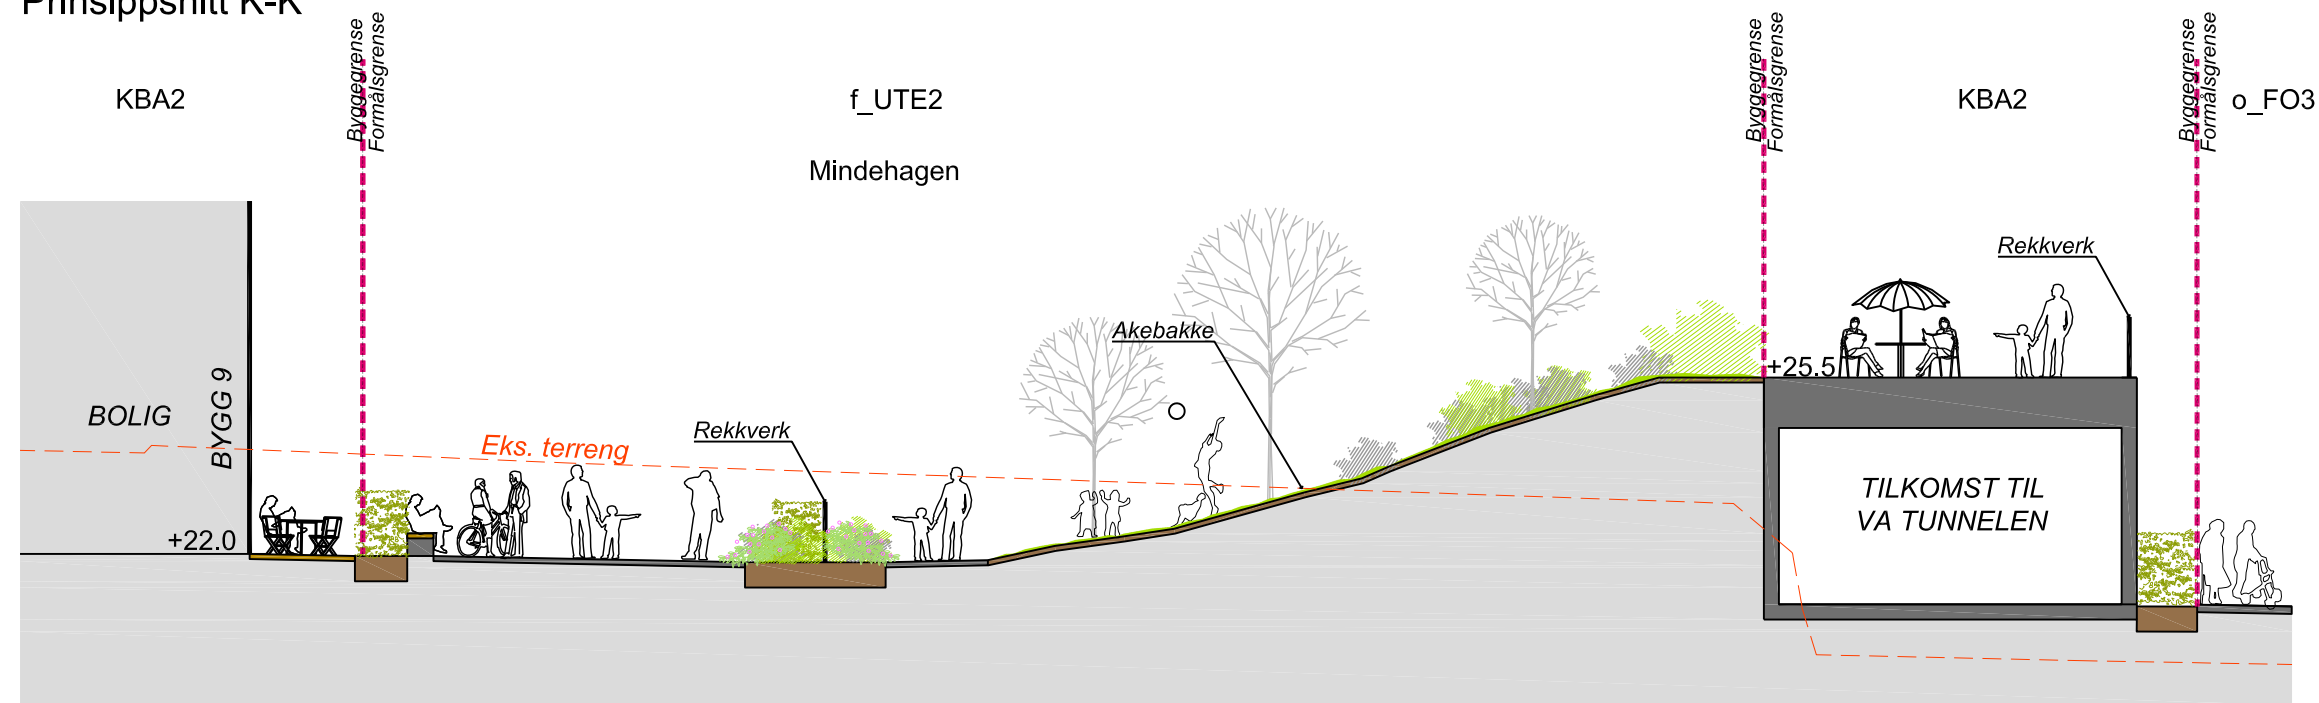 Prinsippsnitt K-K
Byggegrense
Formålsgrense
Byggegrense
Formålsgrense
Byggegrense
Formålsgrense
KBA2
f_UTE2
KBA2
o_FO3
Mindehagen
Rekkverk
Akebakke
+25.5
BOLIG
BYGG 9
Eks. terreng
Rekkverk
TILKOMST TIL
VA TUNNELEN
+22.0